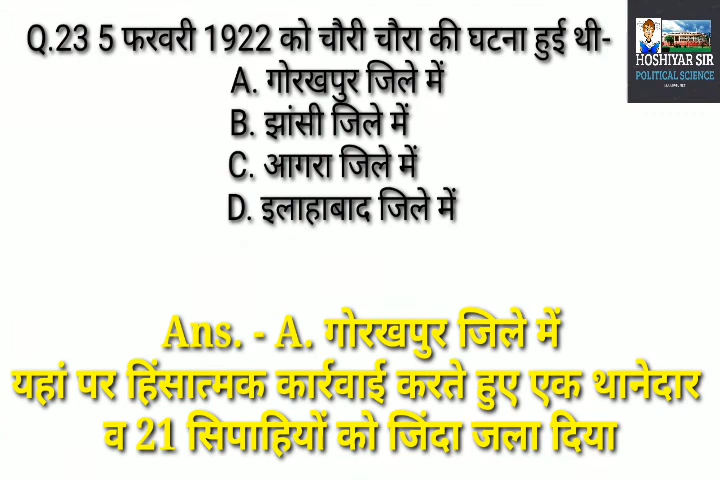 Q.23 5 फरवरी 1922 को चौरी चौरा की घटना हुई थी-
A. गोरखपुर जिले में
B. झांसी जिले में
C. आगरा जिले में
D. इलाहाबाद जिले में
HOSHIYAR SIR
POLITICAL SCIENCE
Ans. - A. गोरखपुर जिले में
यहां पर हिंसात्मक कार्रवाई करते हुए एक थानेदार
व 21 सिपाहियों को जिंदा जला दिया